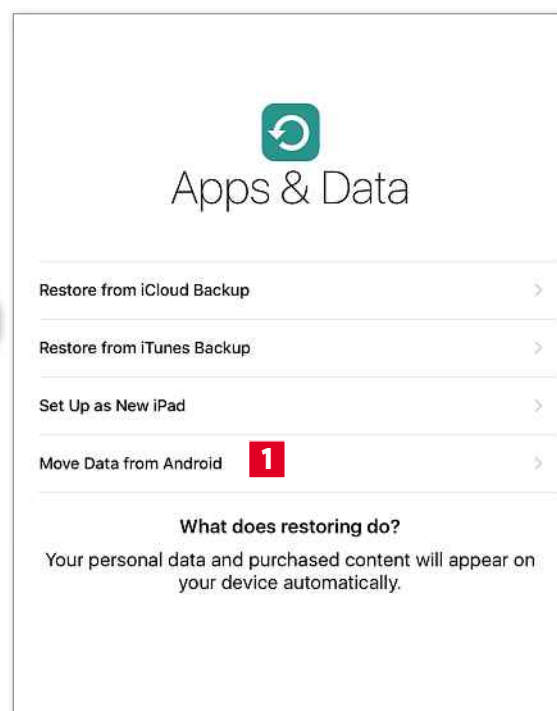 Apps & Data
Restore from iCloud Backup
Restore from iTunes Backup
Set Up as New iPad
Move Data from Android 1
What does restoring do?
Your personal data and purchased content will appear on
your device automatically.